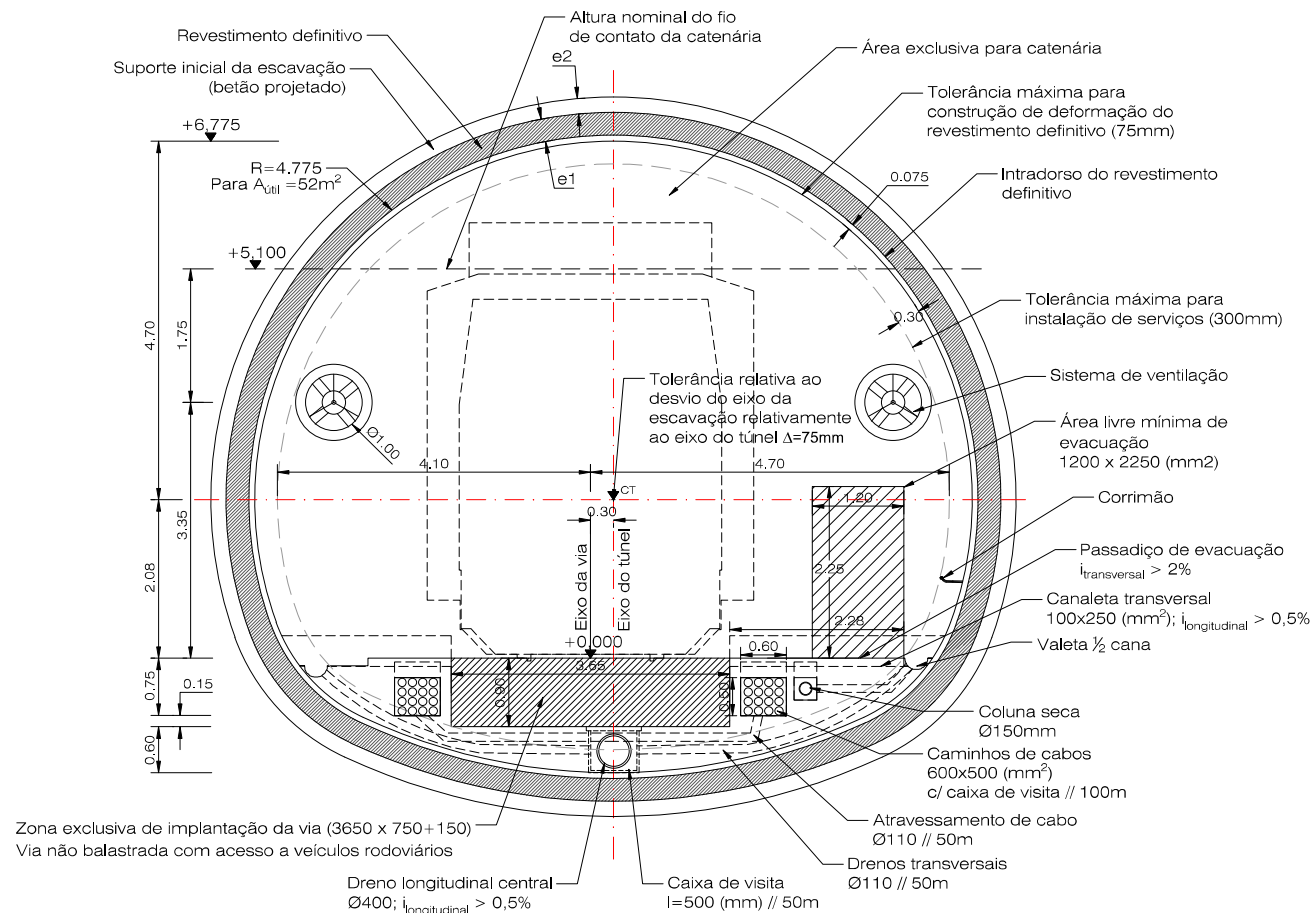 Altura nominal do fio
de contato da catenária
Revestimento definitivo
Suporte inicial da escavação
(betão projetado)
e2
Área exclusiva para catenária
Tolerância máxima para
construção de deformação do
revestimento definitivo (75mm)
+6,775
R=4.775
Para Aútil =52m²
e1
0.075
Intradorso do revestimento
definitivo
+5,100
4.70
1.75
0.30
Tolerância máxima para
instalação de serviços (300mm)
Sistema de ventilação
Tolerância relativa ao
desvio do eixo da
escavação relativamente
ao eixo do túnel Δ=75mm
Ø1.00
Área livre mínima de
evacuação
1200 x 2250 (mm2)
4.10
4.70
CT
0.30
1.20
Corrimão
3.35
2.08
Eixo da via
Eixo do túnel
2.25
Passadiço de evacuação
itransversal > 2%
Canaleta transversal
100x250 (mm²); ilongitudinal > 0,5%
2.28
+0,000
3.65
0.60
Valeta ½ cana
0.75
0.15
0.90
0.50
0.60
Coluna seca
Ø150mm
Caminhos de cabos
600x500 (mm²)
c/ caixa de visita // 100m
Zona exclusiva de implantação da via (3650 x 750+150)
Via não balastrada com acesso a veículos rodoviários
Atravessamento de cabo
Ø110 // 50m
Drenos transversais
Ø110 // 50m
Dreno longitudinal central
Ø400; ilongitudinal > 0,5%
Caixa de visita
l=500 (mm) // 50m